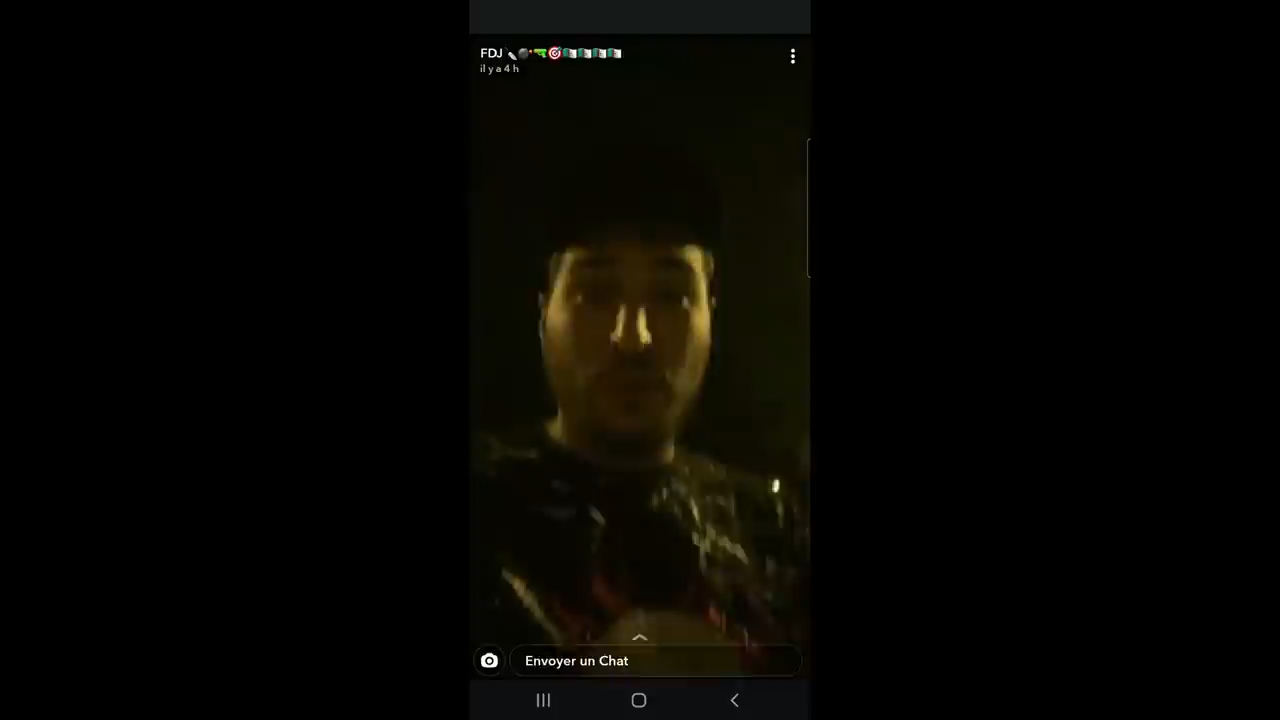 FDJ 🔪💣🔫🎯🇩🇿🇩🇿🇩🇿🇩🇿
il y a 4 h
Envoyer un Chat